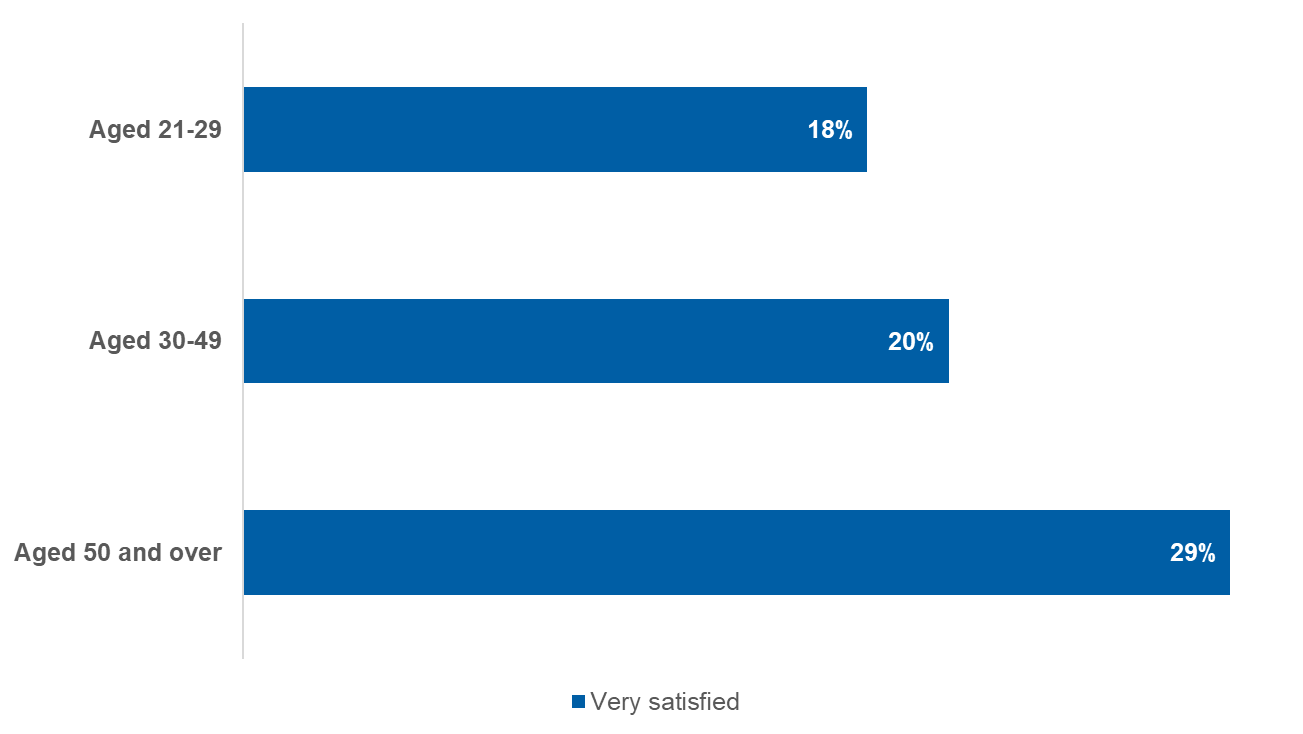 Aged 21-29
18%
Aged 30-49
20%
Aged 50 and over
29%
Very satisfied